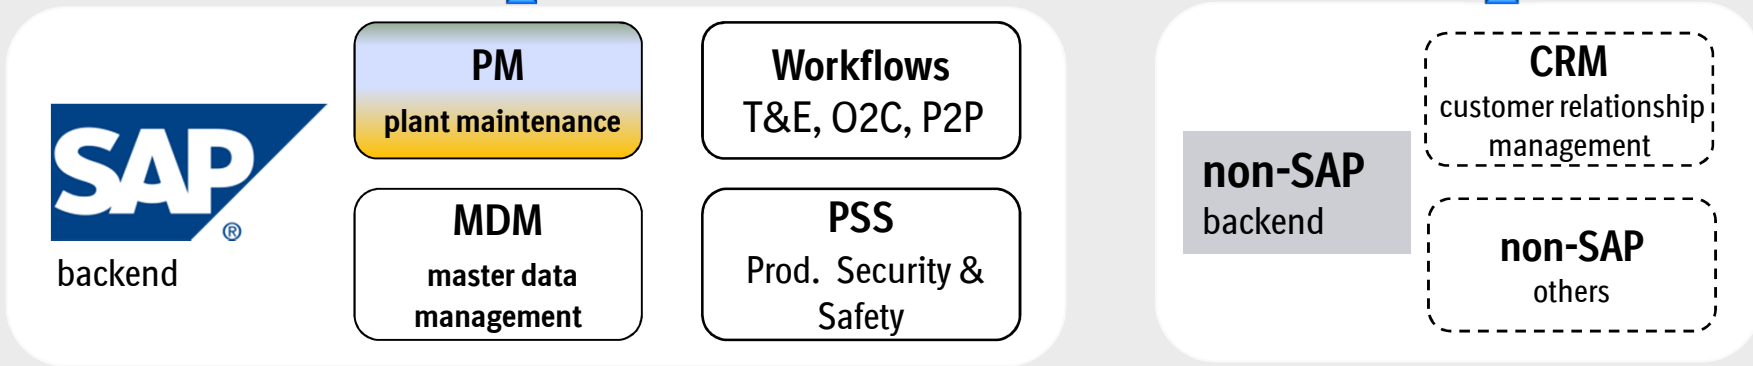 SAP
®
backend
PM
plant maintenance
Workflows
T&E, O2C, P2P
MDM
master data
management
PSS
Prod. Security &
Safety
non-SAP
backend
CRM
customer relationship
management
non-SAP
others